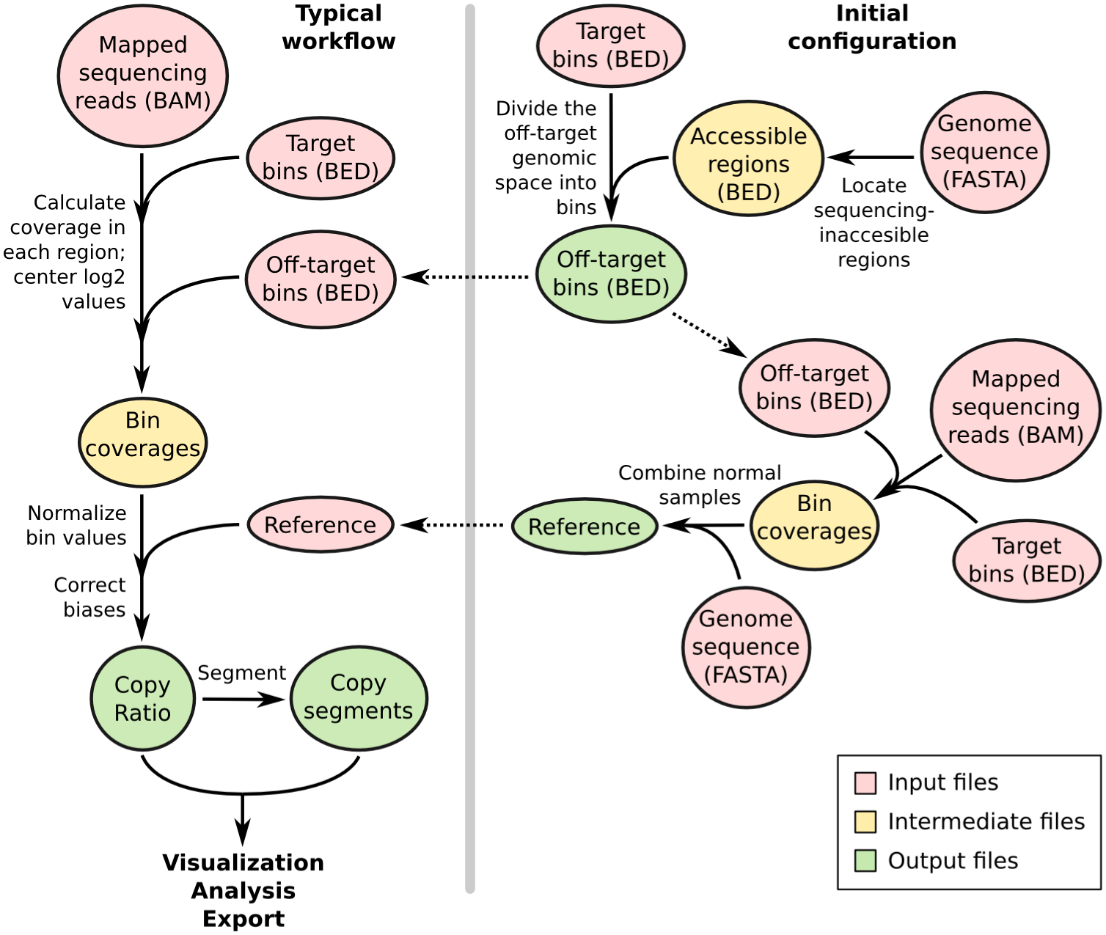 Typical
workflow
Mapped
sequencing
reads (BAM)
Target
bins (BED)
Calculate
coverage in
each region;
center log2
values
Off-target
bins (BED)
Bin
coverages
Normalize
bin values
Reference
Correct
biases
Copy
Ratio
Segment
Copy
segments
Visualization
Analysis
Export
Initial
configuration
Target
bins (BED)
Divide the
off-target
genomic
space into
bins
Accessible
regions
(BED)
Genome
sequence
(FASTA)
Locate
sequencing-
inaccesible
regions
Off-target
bins (BED)
Off-target
bins (BED)
Mapped
sequencing
reads (BAM)
Combine normal
samples
Reference
Bin
coverages
Target
bins (BED)
Genome
sequence
(FASTA)
Input files
Intermediate files
Output files